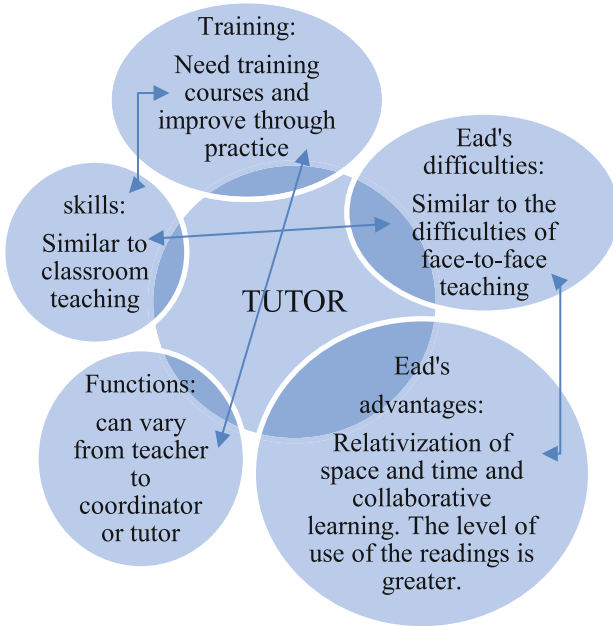 Training:
Need training
courses and
improve through
practice
Ead's
difficulties:
Similar to the
difficulties of
face-to-face
teaching
skills:
Similar to
classroom
teaching
TUTOR
Functions:
can vary
from teacher
to
coordinator
or tutor
Ead's
advantages:
Relativization of
space and time and
collaborative
learning. The level of
use of the readings is
greater.